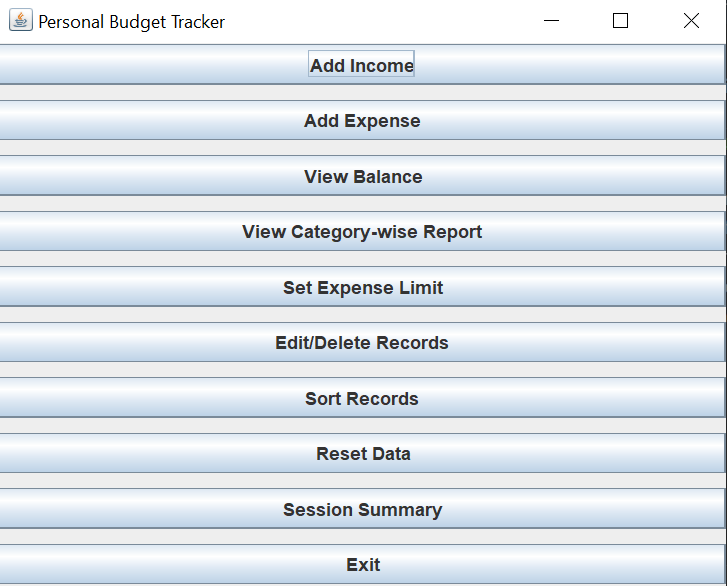 Personal Budget Tracker
Add Income
Add Expense
View Balance
View Category-wise Report
Set Expense Limit
Edit/Delete Records
Sort Records
Reset Data
Session Summary
Exit